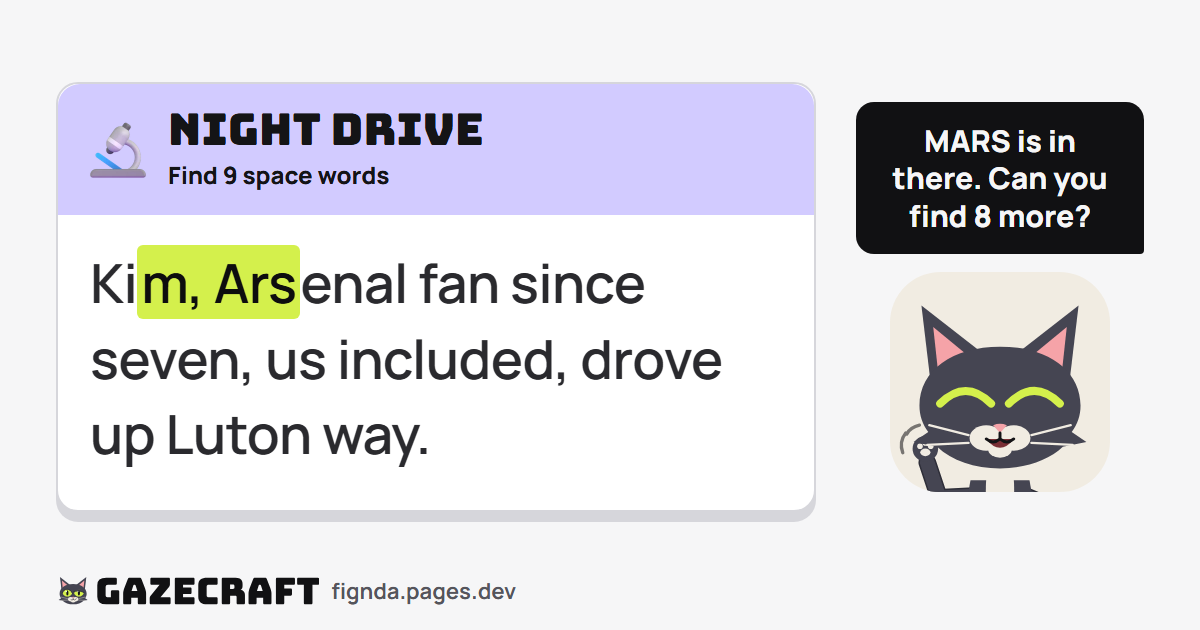 NIGHT DRIVE
Find 9 space words
Kim, Arsenal fan since
seven, us included, drove
up Luton way.
MARS is in
there. Can you
find 8 more?
GAZECRAFT fignda.pages.dev